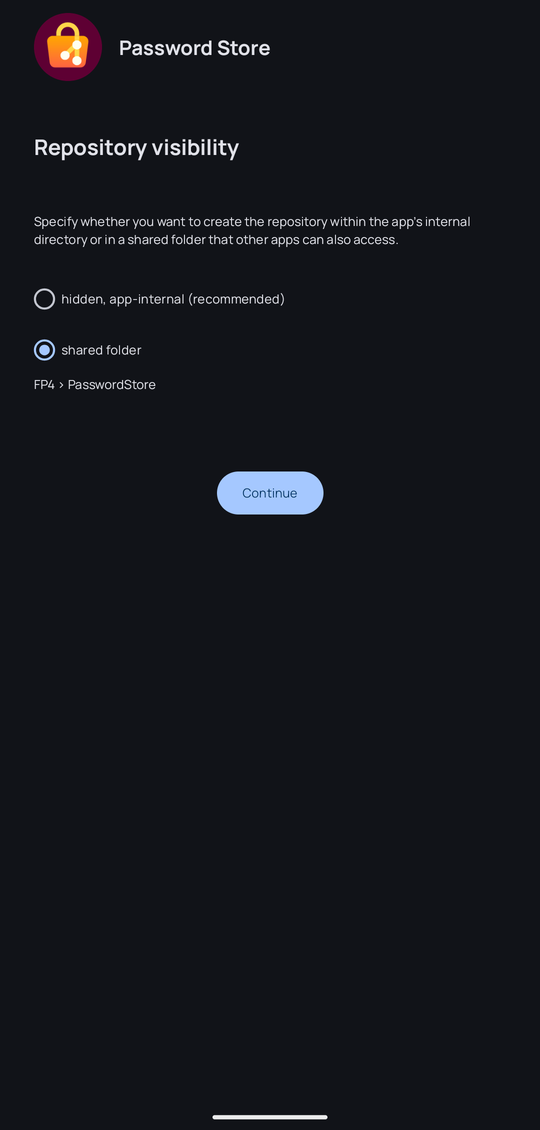 Password Store
Repository visibility
Specify whether you want to create the repository within the app's internal
directory or in a shared folder that other apps can also access.
hidden, app-internal (recommended)
shared folder
FP4 > PasswordStore
Continue